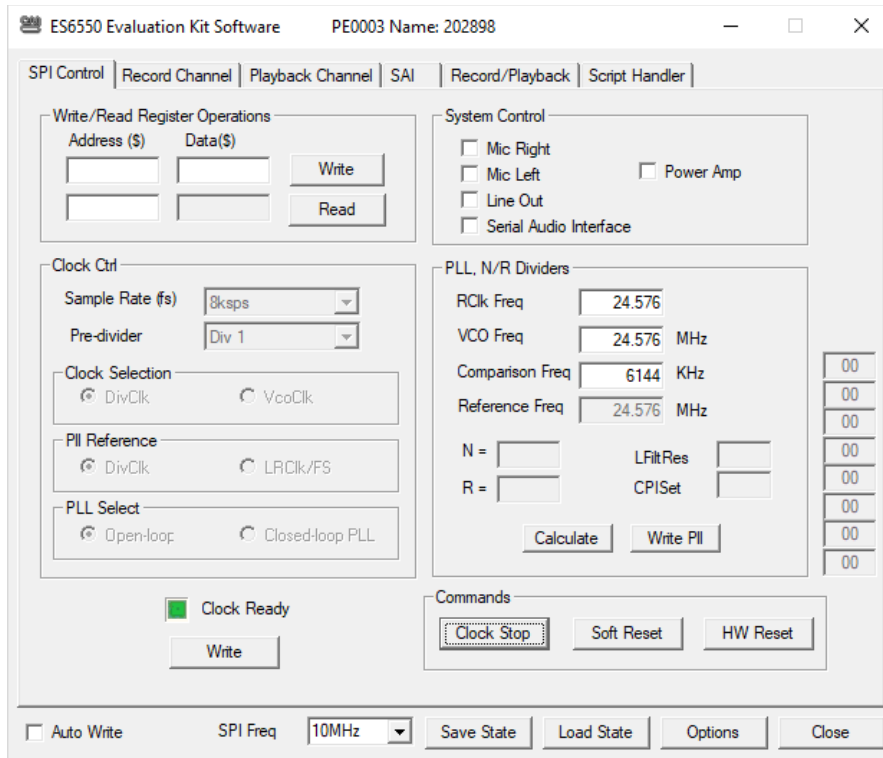 ES6550 Evaluation Kit Software PE0003 Name: 202898
SPI Control Record Channel Playback Channel SAI Record/Playback Script Handler
Write/Read Register Operations
Address ($) Data($)
Write
Read
System Control
Mic Right
Mic Left
Line Out
Serial Audio Interface
Power Amp
Clock Ctrl
Sample Rate (fs) 8ksps
Pre-divider Div 1
Clock Selection
DivClk VcoClk
Pll Reference
DivClk LRClk/FS
PLL Select
Open-loop Closed-loop PLL
Clock Ready
Write
PLL, N/R Dividers
RClk Freq 24.576
VCO Freq 24.576 MHz
Comparison Freq 6144 KHz
Reference Freq 24.576 MHz
N = LFiltRes
R = CPISet
Calculate Write Pll
00
00
00
00
00
00
00
00
Commands
Clock Stop Soft Reset HW Reset
Auto Write SPI Freq 10MHz Save State Load State Options Close